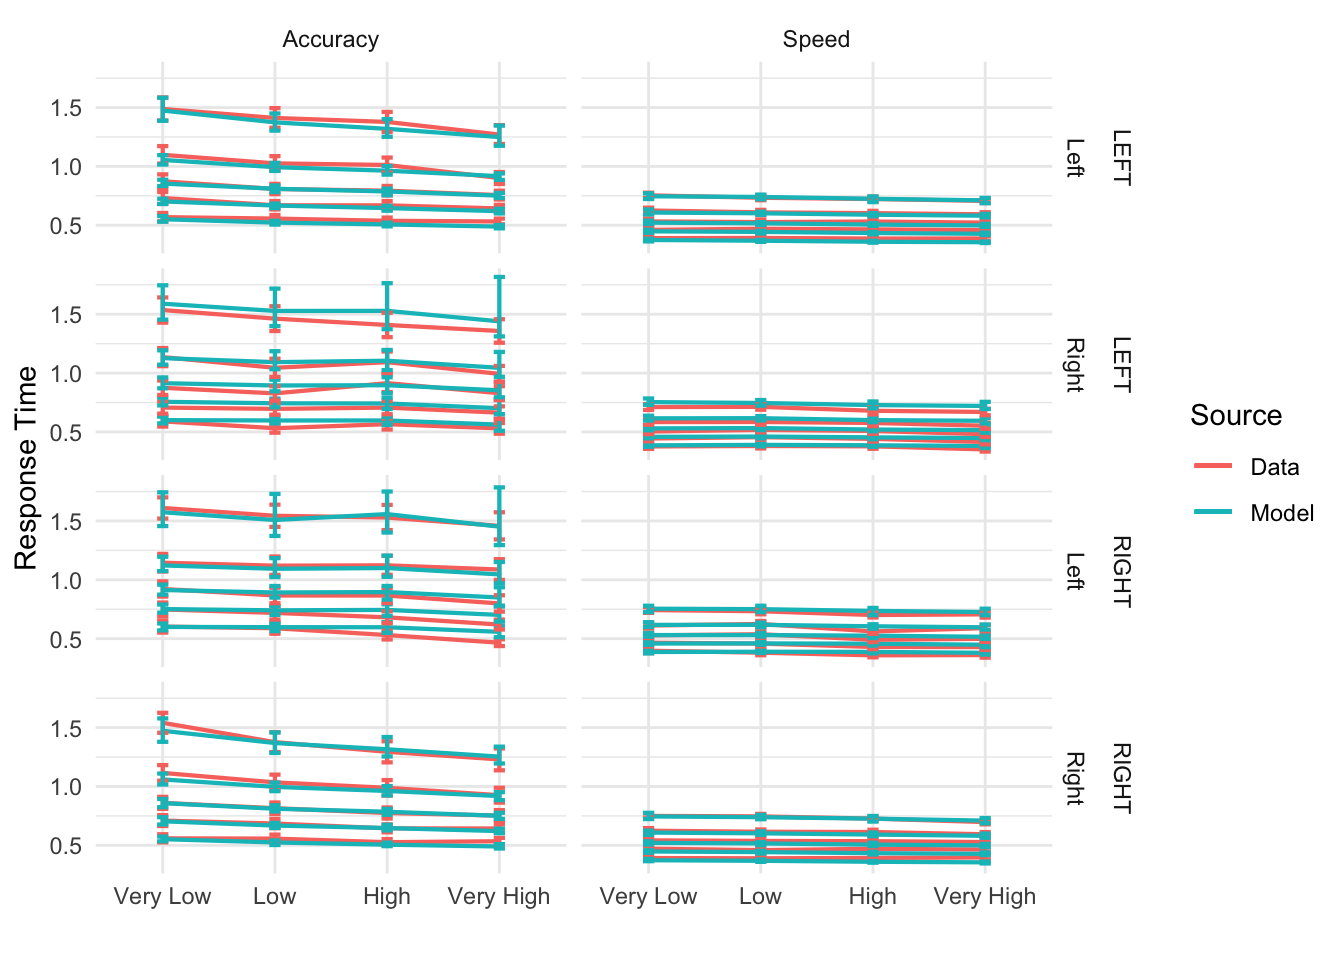 Accuracy Speed
1.5
1.0
0.5
Left LEFT
1.5
1.0
0.5
Right LEFT
Response Time
1.5
1.0
0.5
Left RIGHT
1.5
1.0
0.5
Right RIGHT
Very Low Low High Very High Very Low Low High Very High
Source
Data
Model